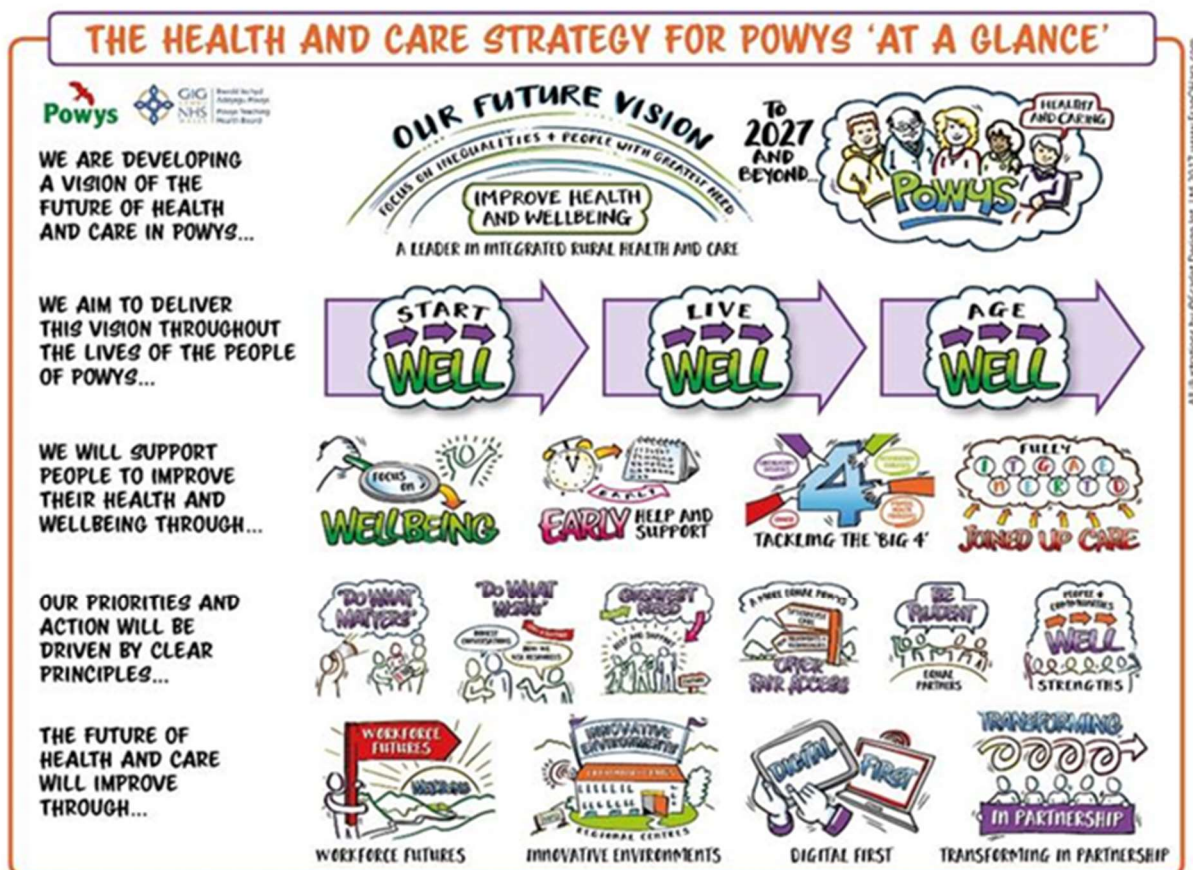 THE HEALTH AND CARE STRATEGY FOR POWYS 'AT A GLANCE'
Powys
GIG
NHS
WE ARE DEVELOPING
A VISION OF THE
FUTURE OF HEALTH
AND CARE IN POWYS...
OUR FUTURE VISION
FOCUS ON INEQUALITIES + PEOPLE WITH GREATEST NEED
IMPROVE HEALTH
AND WELLBEING
A LEADER IN INTEGRATED RURAL HEALTH AND CARE
TO
2027
AND
BEYOND...
HEALTHY
AND CARING
POWYS
WE AIM TO DELIVER
THIS VISION THROUGHOUT
THE LIVES OF THE PEOPLE
OF POWYS...
START
WELL
LIVE
WELL
AGE
WELL
WE WILL SUPPORT
PEOPLE TO IMPROVE
THEIR HEALTH AND
WELLBEING THROUGH...
FOCUS
ON
WELLBEING
EARLY
EARLY HELP AND
SUPPORT
4
CANCER
TACKLING THE 'BIG 4'
FULLY
I T G A E
N E R T D
JOINED UP CARE
OUR PRIORITIES AND
ACTION WILL BE
DRIVEN BY CLEAR
PRINCIPLES...
"DO WHAT
MATTERS"
"DO WHAT
WORKS"
HONEST
CONVERSATIONS
GREATEST
NEED
HELP AND SUPPORT
A MORE EQUAL POWYS
OFFER
FAIR ACCESS
BE
PRUDENT
EQUAL
PARTNERS
PEOPLE +
COMMUNITIES
WELL
STRENGTHS
THE FUTURE OF
HEALTH AND CARE
WILL IMPROVE
THROUGH...
WORKFORCE
FUTURES
WORKFORCE FUTURES
INNOVATIVE
ENVIRONMENTS
REGIONAL CENTRES
INNOVATIVE ENVIRONMENTS
DIGITAL
FIRST
DIGITAL FIRST
TRANSFORMING
IN PARTNERSHIP
TRANSFORMING IN PARTNERSHIP